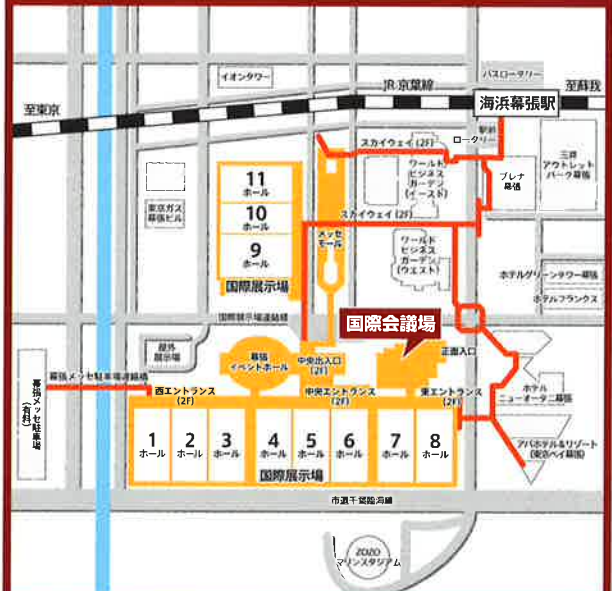 イオンタワー
JR 京葉線
バスロータリー
至東京
至蘇我
海浜幕張駅
駅前
ロータリー
スカイウェイ (2F)
ワールド
ビジネス
ガーデン
(イースト)
プレナ
幕張
三井
アウトレット
パーク幕張
11
ホール
10
ホール
9
ホール
国際展示場
東京ガス
幕張ビル
スカイウェイ (2F)
メッセ
モール
ワールド
ビジネス
ガーデン
(ウエスト)
ホテルグリーンタワー幕張
ホテルフランクス
国際展示場連絡橋
国際会議場
屋外
展示場
幕張
イベントホール
中央出入口
(2F)
正面入口
幕張メッセ駐車場連絡橋
幕張メッセ駐車場
(有料)
西エントランス
(2F)
中央エントランス
(2F)
東エントランス
(2F)
ホテル
ニューオータニ幕張
アパホテル&リゾート
(東京ベイ幕張)
1
ホール
2
ホール
3
ホール
4
ホール
5
ホール
6
ホール
7
ホール
8
ホール
国際展示場
市道千葉臨海線
ZOZO
マリンスタジアム